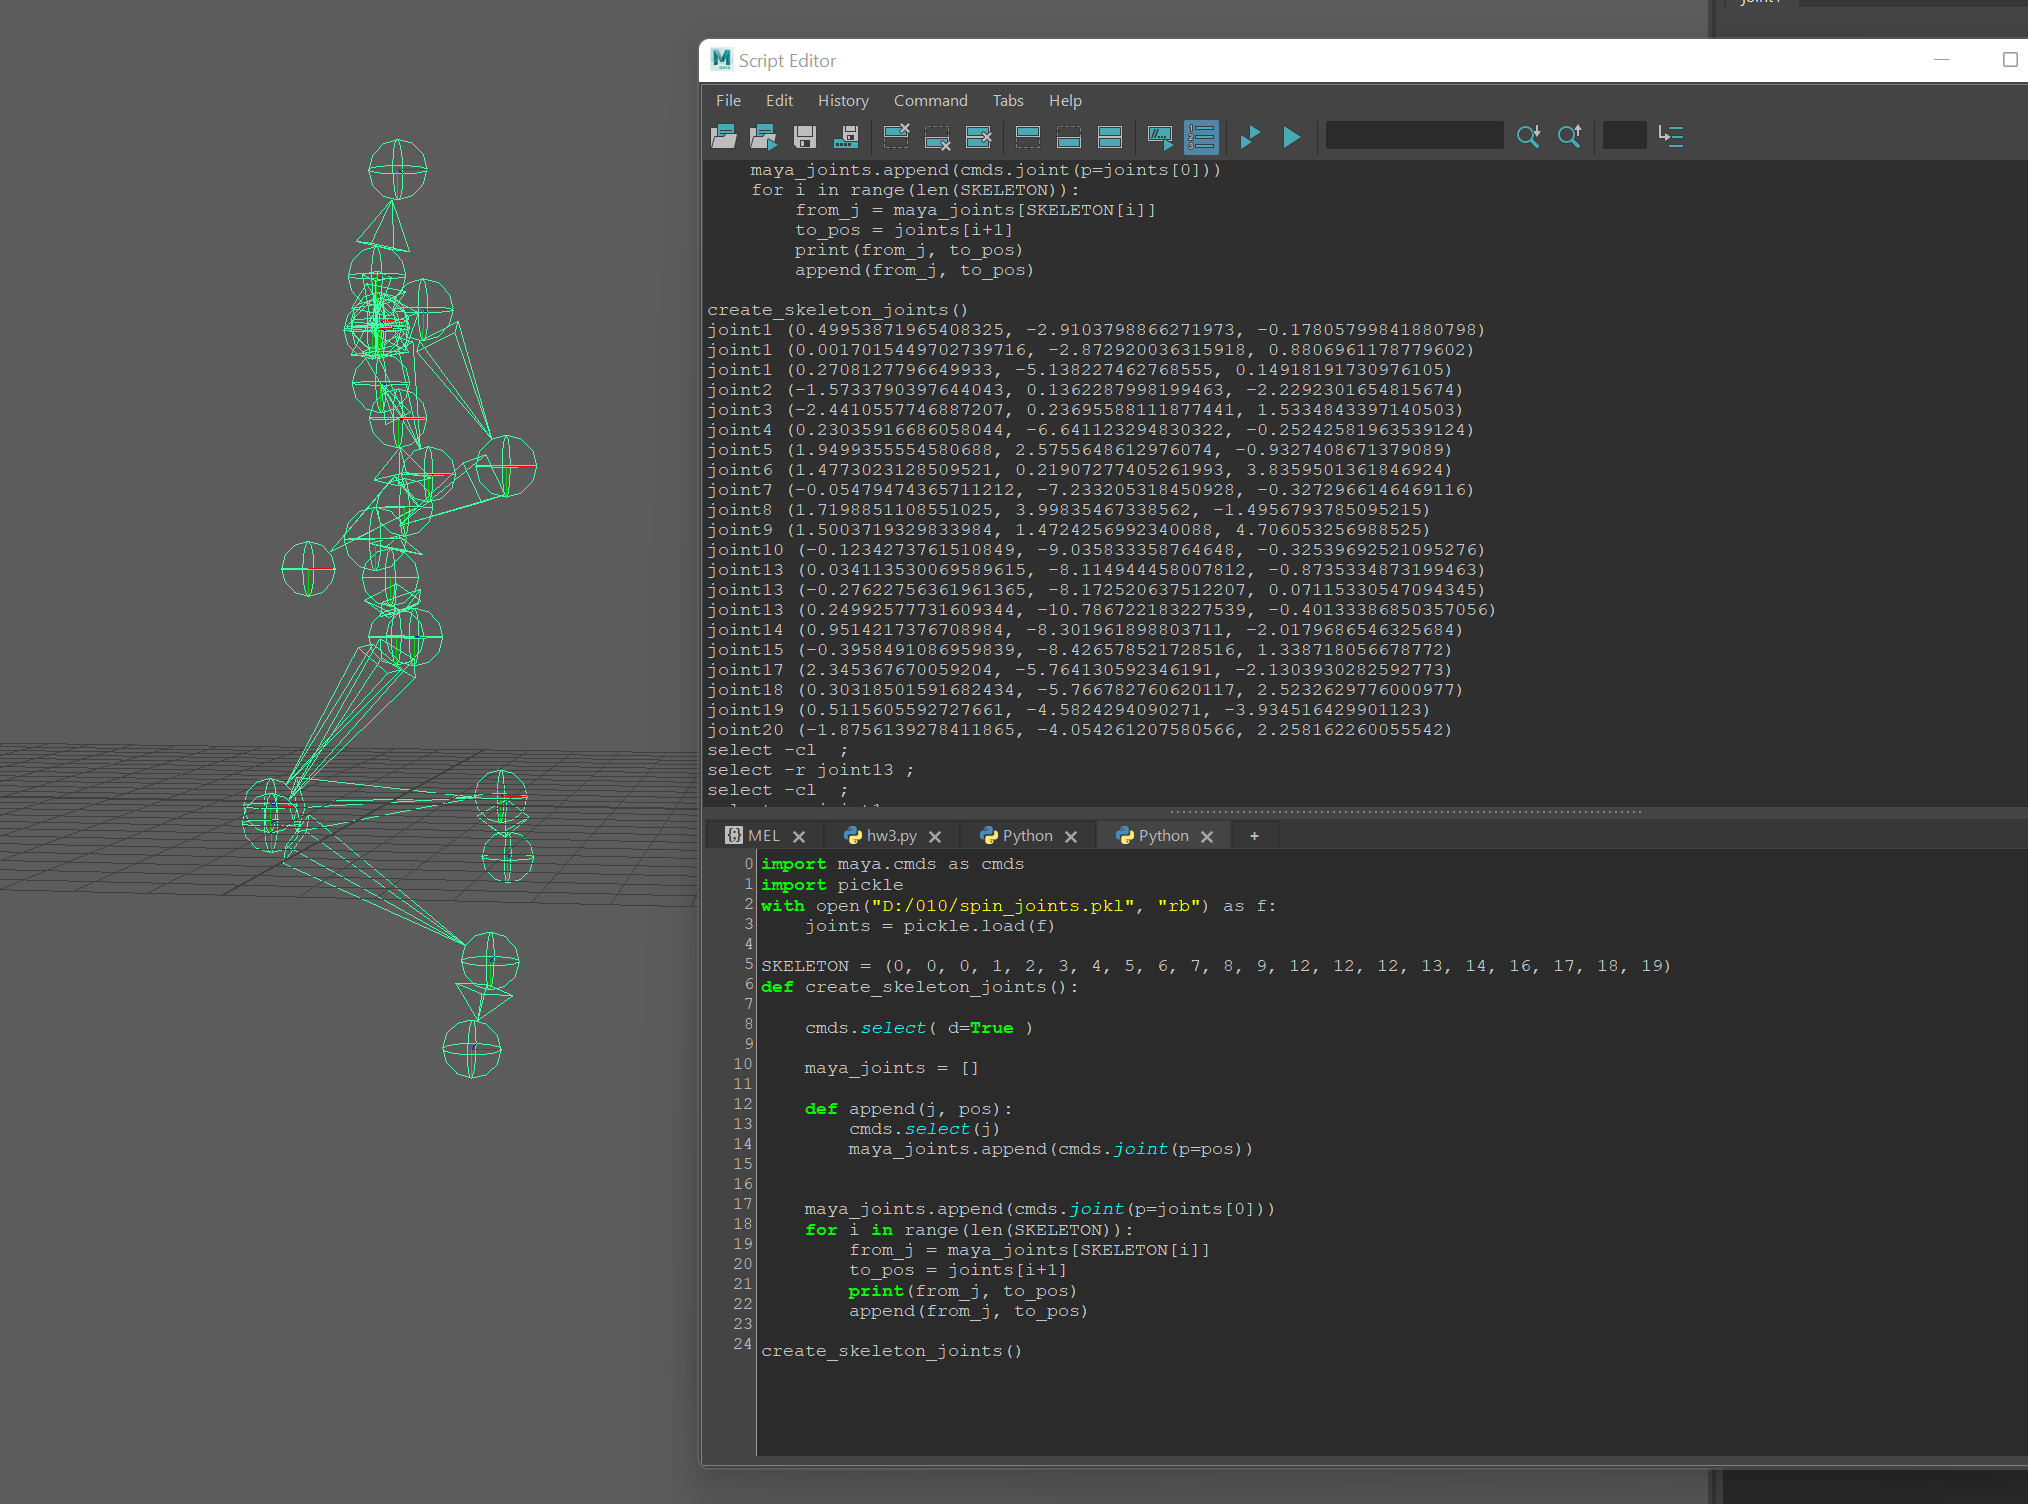 Script Editor
File Edit History Command Tabs Help
maya_joints.append(cmds.joint(p=joints[0]))
for i in range(len(SKELETON)):
from_j = maya_joints[SKELETON[i]]
to_pos = joints[i+1]
print(from_j, to_pos)
append(from_j, to_pos)
create_skeleton_joints()
joint1 (0.49953871965408325, -2.9103798866271973, -0.17805799841880798)
joint1 (0.0017015449702739716, -2.872920036315918, 0.8806961178779602)
joint1 (0.2708127796649933, -5.138227462768555, 0.14918191730976105)
joint2 (-1.5733790397644043, 0.1362287998199463, -2.2292301654815674)
joint3 (-2.4410557746887207, 0.23695588111877441, 1.5334843397140503)
joint4 (0.23035916686058044, -6.641123294830322, -0.25242581963539124)
joint5 (1.9499355554580688, 2.5755648612976074, -0.9327408671379089)
joint6 (1.4773023128509521, 0.21907277405261993, 3.8359501361846924)
joint7 (-0.05479474365711212, -7.233205318450928, -0.3272966146469116)
joint8 (1.7198851108551025, 3.99835467338562, -1.4956793785095215)
joint9 (1.5003719329833984, 1.4724256992340088, 4.706053256988525)
joint10 (-0.1234273761510849, -9.035833358764648, -0.32539692521095276)
joint13 (0.034113530069589615, -8.114944458007812, -0.8735334873199463)
joint13 (-0.27622756361961365, -8.172520637512207, 0.07115330547094345)
joint13 (0.24992577731609344, -10.786722183227539, -0.40133386850357056)
joint14 (0.9514217376708984, -8.301961898803711, -2.0179686546325684)
joint15 (-0.3958491086959839, -8.426578521728516, 1.338718056678772)
joint17 (2.345367670059204, -5.764130592346191, -2.1303930282592773)
joint18 (0.30318501591682434, -5.766782760620117, 2.5232629776000977)
joint19 (0.5115605592727661, -4.5824294090271, -3.934516429901123)
joint20 (-1.8756139278411865, -4.054261207580566, 2.258162260055542)
select -cl  ;
select -r joint13 ;
select -cl  ;
MEL hw3.py Python Python +
0 import maya.cmds as cmds
1 import pickle
2 with open("D:/010/spin_joints.pkl", "rb") as f:
3 joints = pickle.load(f)
4
5 SKELETON = (0, 0, 0, 1, 2, 3, 4, 5, 6, 7, 8, 9, 12, 12, 12, 13, 14, 16, 17, 18, 19)
6 def create_skeleton_joints():
7
8 cmds.select( d=True )
9
10 maya_joints = []
11
12 def append(j, pos):
13 cmds.select(j)
14 maya_joints.append(cmds.joint(p=pos))
15
16
17 maya_joints.append(cmds.joint(p=joints[0]))
18 for i in range(len(SKELETON)):
19 from_j = maya_joints[SKELETON[i]]
20 to_pos = joints[i+1]
21 print(from_j, to_pos)
22 append(from_j, to_pos)
23
24 create_skeleton_joints()